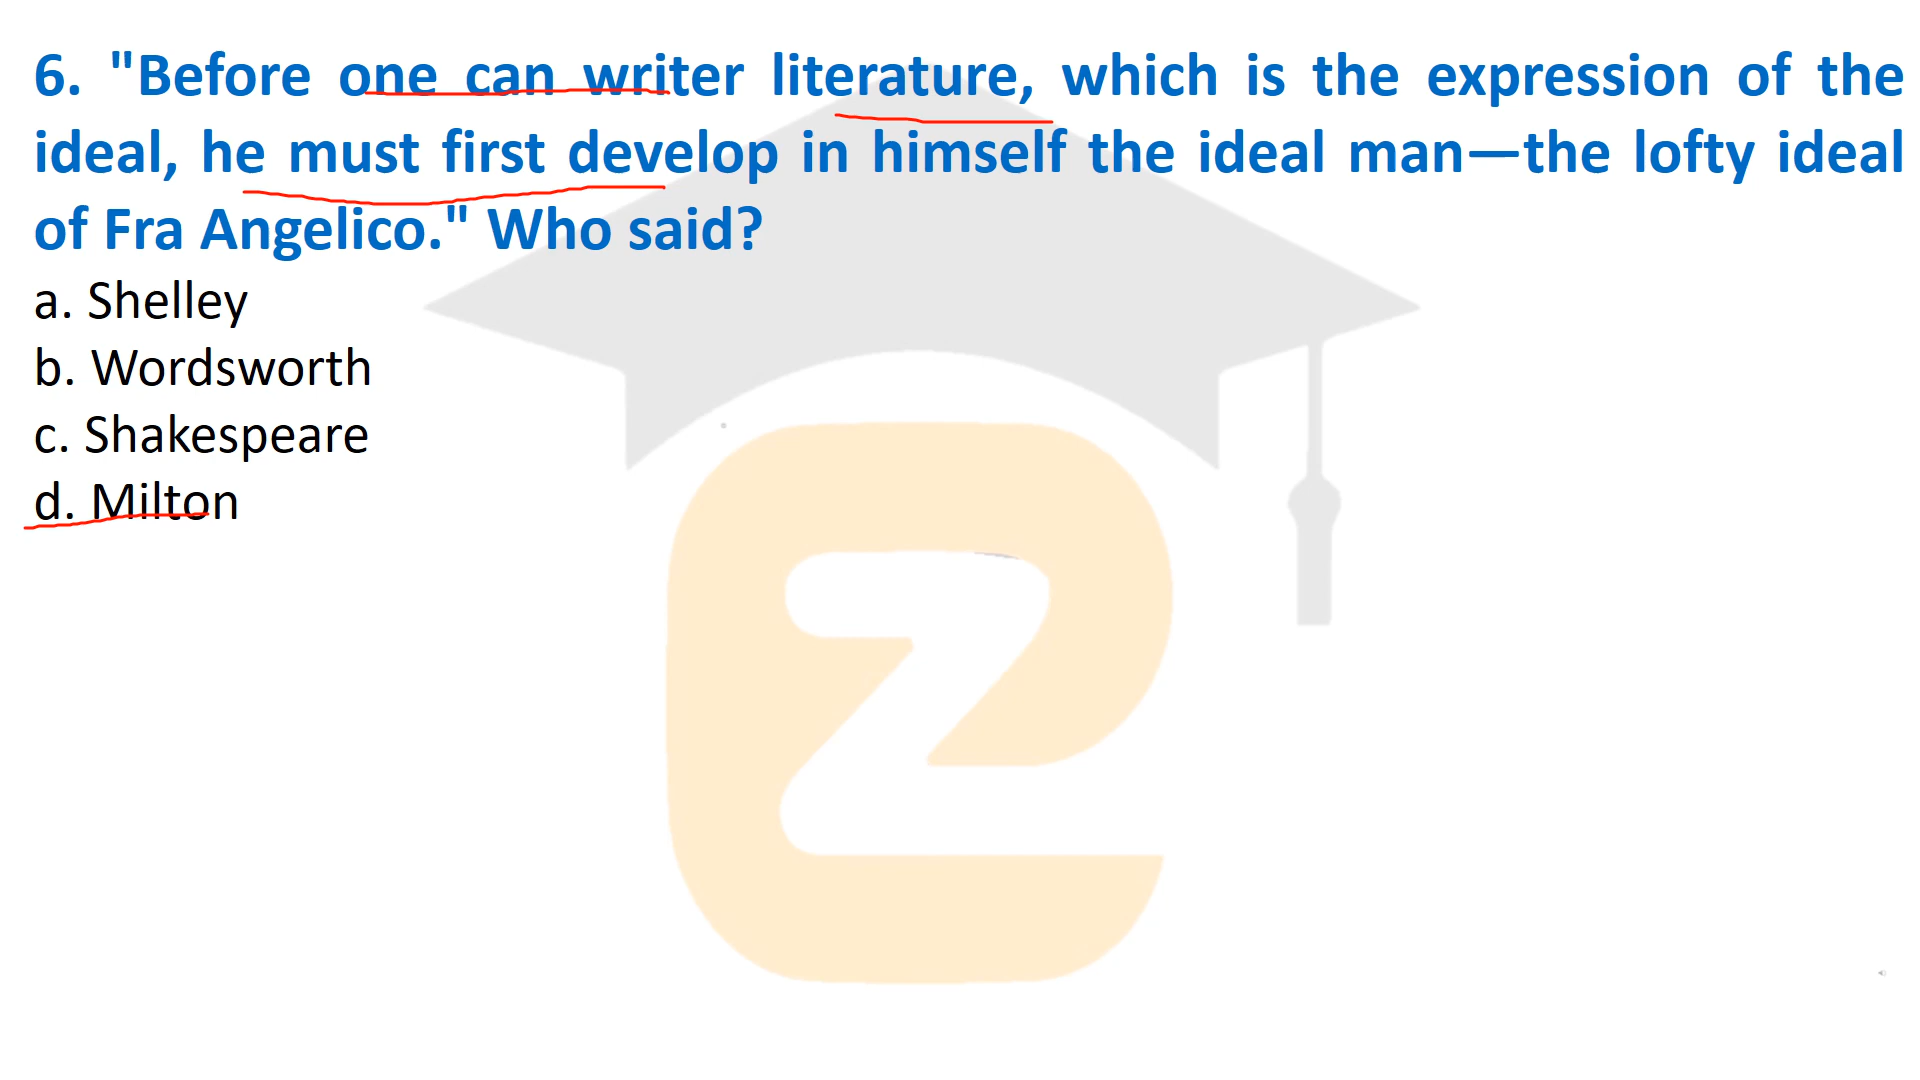 6. "Before one can writer literature, which is the expression of the
ideal, he must first develop in himself the ideal man—the lofty ideal
of Fra Angelico." Who said?
a. Shelley
b. Wordsworth
c. Shakespeare
d. Milton